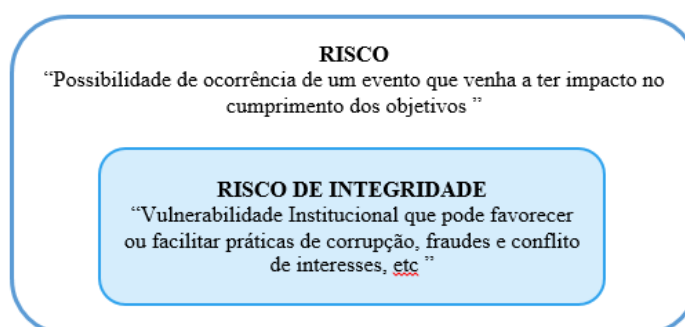 RISCO
“Possibilidade de ocorrência de um evento que venha a ter impacto no
cumprimento dos objetivos ”
RISCO DE INTEGRIDADE
“Vulnerabilidade Institucional que pode favorecer
ou facilitar práticas de corrupção, fraudes e conflito
de interesses, etc ”